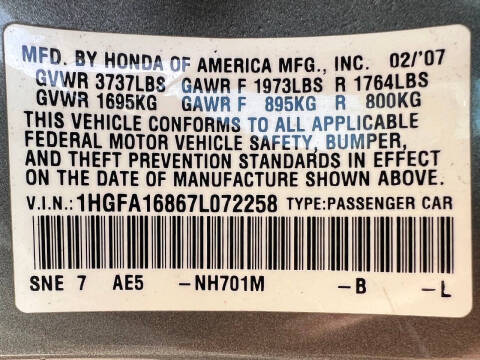 MFD. BY HONDA OF AMERICA MFG., INC. 02/'07
GVWR 3737LBS GAWR F 1973LBS R 1764LBS
GVWR 1695KG GAWR F 895KG R 800KG
THIS VEHICLE CONFORMS TO ALL APPLICABLE
FEDERAL MOTOR VEHICLE SAFETY, BUMPER,
AND THEFT PREVENTION STANDARDS IN EFFECT
ON THE DATE OF MANUFACTURE SHOWN ABOVE.
V.I.N.: 1HGFA16867L072258 TYPE:PASSENGER CAR
SNE 7 AE5 -NH701M -B -L